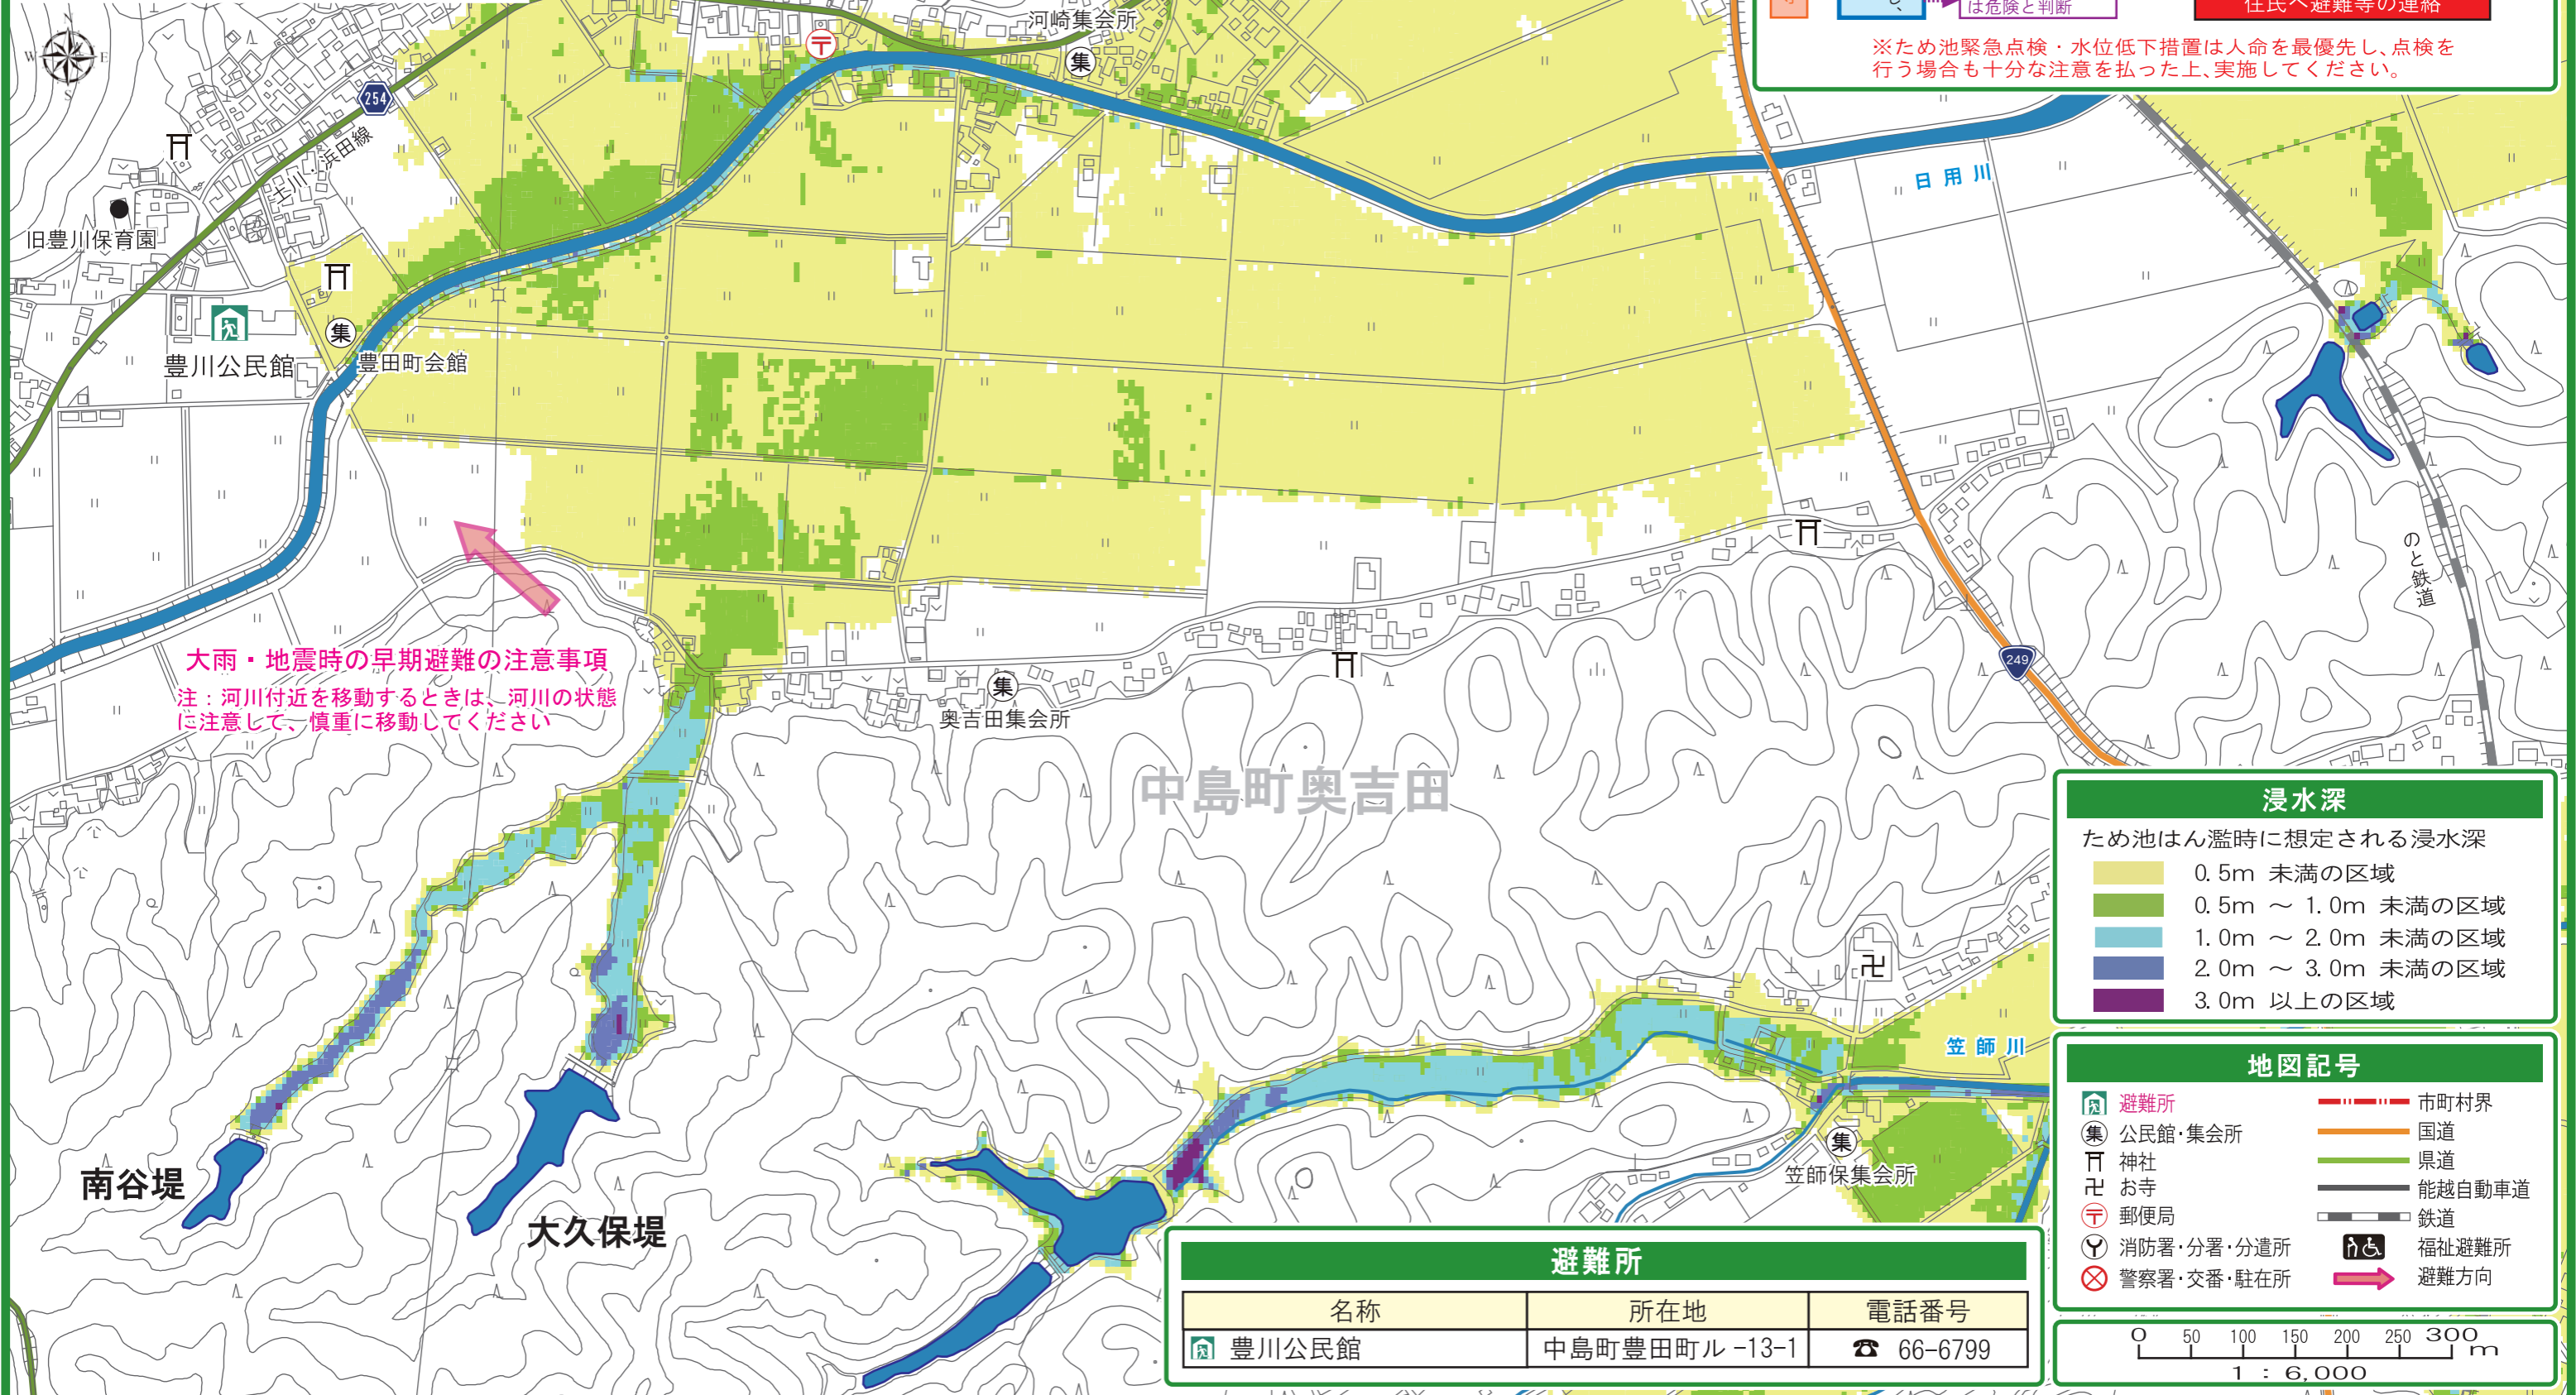 は危険と判断
住民へ避難等の連絡
※ため池緊急点検・水位低下措置は人命を最優先し、点検を
行う場合も十分な注意を払った上、実施してください。
N
W E
S
河崎集会所
〒
集
254
浜田線
日用川
旧豊川保育園
豊川公民館
集
豊田町会館
のと鉄道
249
大雨・地震時の早期避難の注意事項
注：河川付近を移動するときは、河川の状態
に注意して、慎重に移動してください
集
奥吉田集会所
中島町奥吉田
笠師川
集
笠師保集会所
南谷堤
大久保堤
浸水深
ため池はん濫時に想定される浸水深
0.5m 未満の区域
0.5m ～ 1.0m 未満の区域
1.0m ～ 2.0m 未満の区域
2.0m ～ 3.0m 未満の区域
3.0m 以上の区域
地図記号
避難所
集 公民館・集会所
神社
卍 お寺
〒 郵便局
消防署・分署・分遣所
警察署・交番・駐在所
市町村界
国道
県道
能越自動車道
鉄道
福祉避難所
避難方向
避難所
名称 所在地 電話番号
豊川公民館 中島町豊田町ル-13-1 ☎ 66-6799
0 50 100 150 200 250 300 m
1 : 6,000